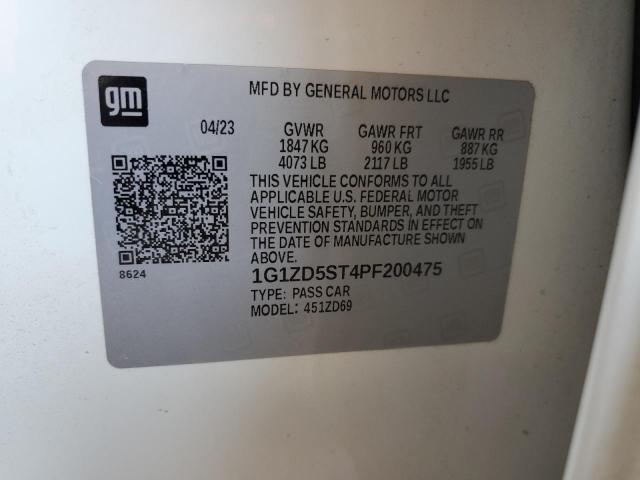 gm
MFD BY GENERAL MOTORS LLC
04/23 GVWR GAWR FRT GAWR RR
1847 KG 960 KG 887 KG
4073 LB 2117 LB 1955 LB
THIS VEHICLE CONFORMS TO ALL
APPLICABLE U.S. FEDERAL MOTOR
VEHICLE SAFETY, BUMPER, AND THEFT
PREVENTION STANDARDS IN EFFECT ON
THE DATE OF MANUFACTURE SHOWN
ABOVE.
8624
1G1ZD5ST4PF200475
TYPE: PASS CAR
MODEL: 451ZD69